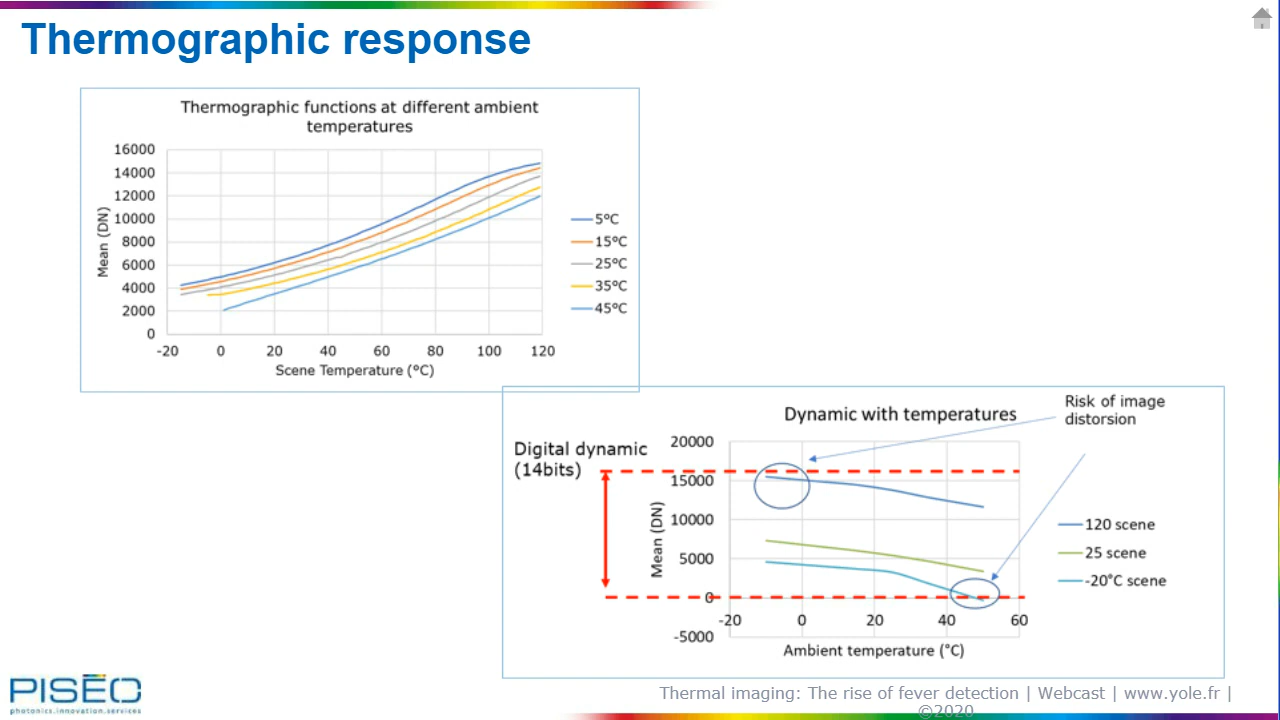 Thermographic response
Thermographic functions at different ambient
temperatures
16000
14000
12000
10000
8000
6000
4000
2000
0
Mean (DN)
-20 0 20 40 60 80 100 120
Scene Temperature (°C)
5°C
15°C
25°C
35°C
45°C
Risk of image
distorsion
Dynamic with temperatures
Digital dynamic
(14bits)
20000
15000
10000
5000
0
-5000
Mean (DN)
-20 0 20 40 60
Ambient temperature (°C)
120 scene
25 scene
-20°C scene
PISEO
photonics.innovation.services
Thermal imaging: The rise of fever detection | Webcast | www.yole.fr |
©2020